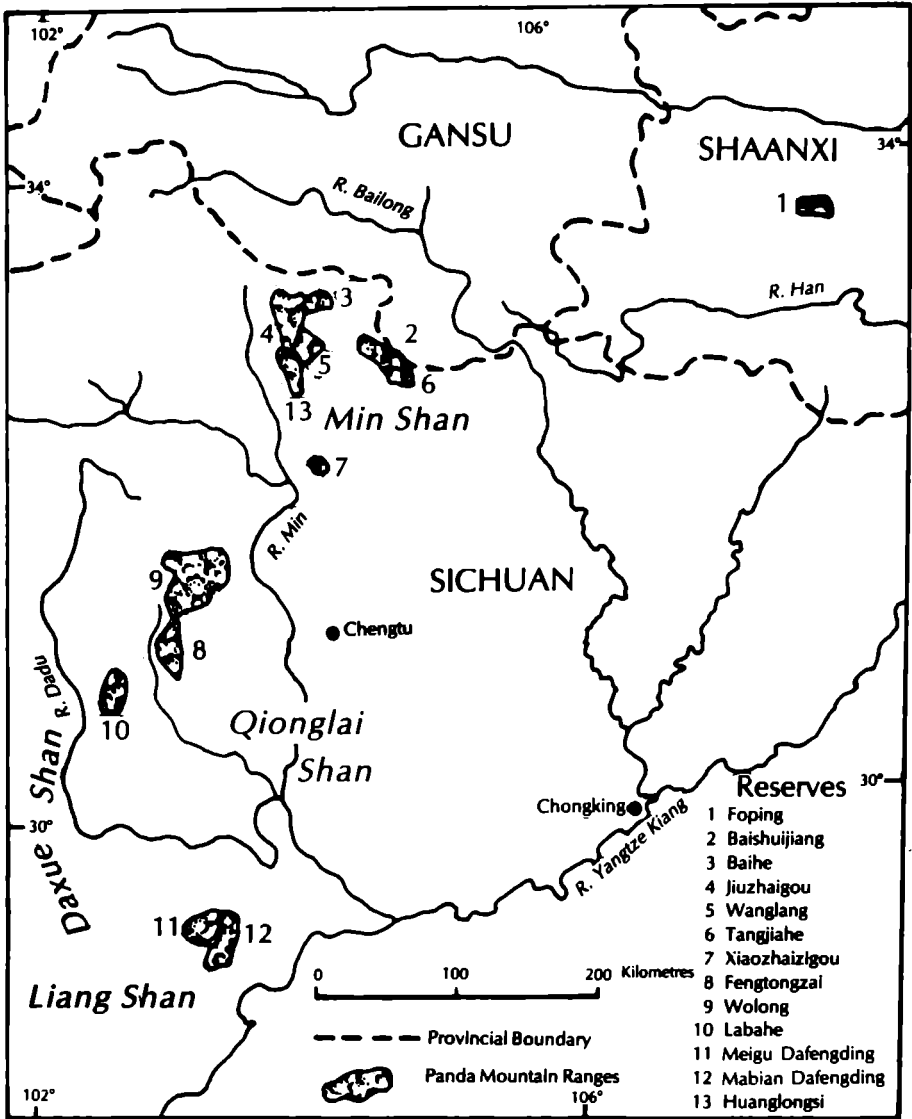 102°
106°
GANSU
SHAANXI
34°
34°
R. Bailong
1
R. Han
3
4
2
5
6
13
Min Shan
7
R. Min
9
SICHUAN
Chengtu
8
R. Dadu
10
Qionglai
Shan
Daxue Shan
30°
30°
Chongking
R. Yangtze Kiang
11
12
Liang Shan
0 100 200 Kilometres
Provincial Boundary
Panda Mountain Ranges
Reserves
1 Foping
2 Baishuijiang
3 Baihe
4 Jiuzhaigou
5 Wanglang
6 Tangjiahe
7 Xiaozhaizigou
8 Fengtongzai
9 Wolong
10 Labahe
11 Meigu Dafengding
12 Mabian Dafengding
13 Huanglongsi
102°
106°